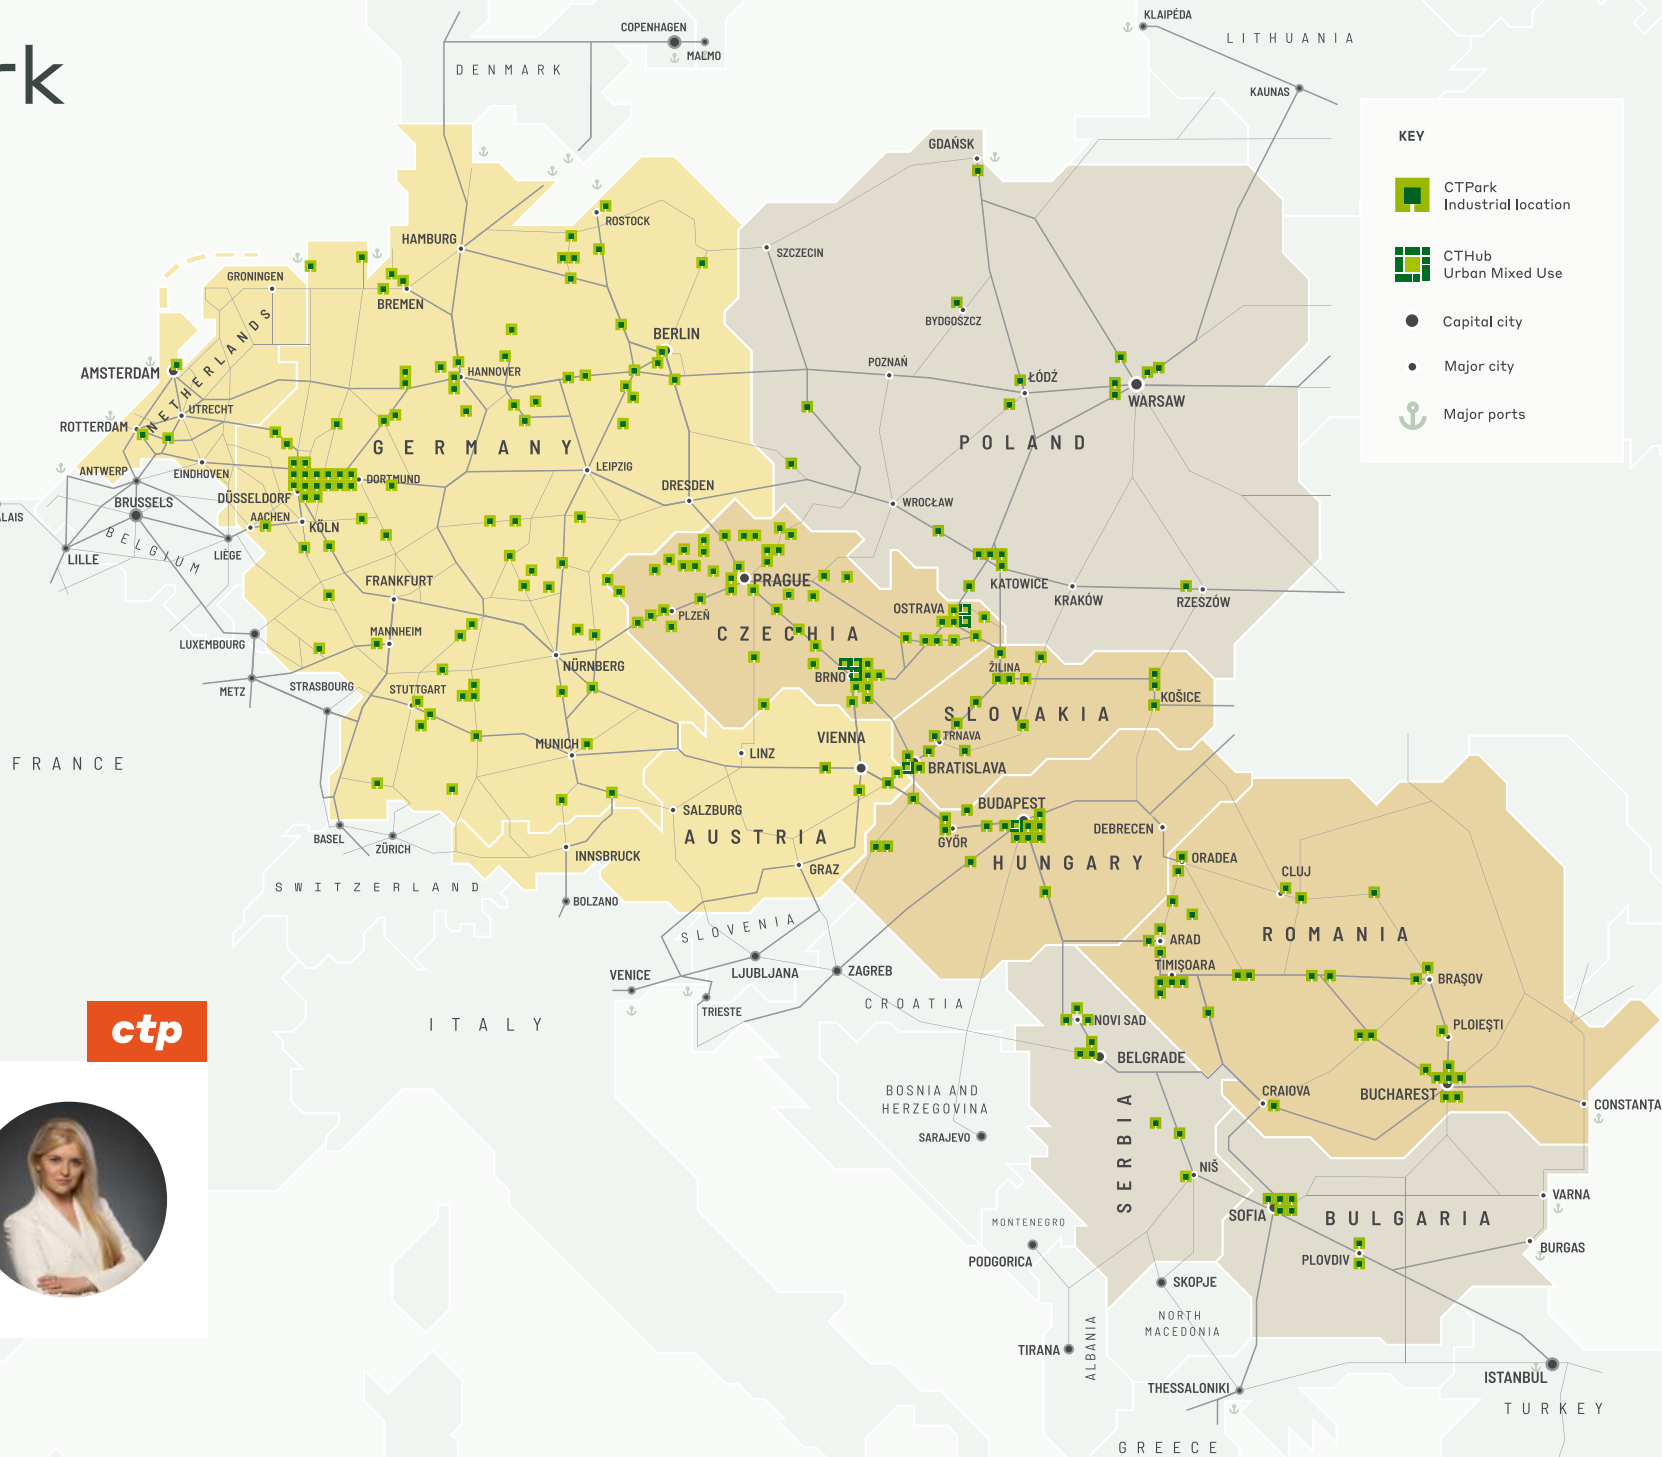 rk
KEY
CTPark
Industrial location
CTHub
Urban Mixed Use
Capital city
Major city
Major ports
KLAIPĖDA
LITHUANIA
COPENHAGEN
MALMO
DENMARK
KAUNAS
GDAŃSK
ROSTOCK
HAMBURG
SZCZECIN
GRONINGEN
BREMEN
BYDGOSZCZ
NETHERLANDS
BERLIN
AMSTERDAM
HANNOVER
POZNAŃ
ŁÓDŹ
WARSAW
UTRECHT
ROTTERDAM
GERMANY
POLAND
ANTWERP
EINDHOVEN
DORTMUND
LEIPZIG
DRESDEN
BRUSSELS
DÜSSELDORF
WROCŁAW
ALAIS
AACHEN
KÖLN
BELGIUM
LIÈGE
LILLE
FRANKFURT
PRAGUE
KATOWICE
KRAKÓW
RZESZÓW
OSTRAVA
PLZEŇ
CZECHIA
MANNHEIM
LUXEMBOURG
NÜRNBERG
ŽILINA
BRNO
METZ
STRASBOURG
STUTTGART
KOŠICE
SLOVAKIA
TRNAVA
VIENNA
MUNICH
LINZ
FRANCE
BRATISLAVA
BUDAPEST
SALZBURG
DEBRECEN
AUSTRIA
BASEL
ZÜRICH
GYŐR
HUNGARY
ORADEA
INNSBRUCK
GRAZ
CLUJ
SWITZERLAND
BOLZANO
SLOVENIA
ROMANIA
ARAD
TIMIȘOARA
VENICE
LJUBLJANA
ZAGREB
BRAȘOV
CROATIA
TRIESTE
ctp
ITALY
NOVI SAD
PLOIEȘTI
BELGRADE
BOSNIA AND
HERZEGOVINA
CRAIOVA
BUCHAREST
CONSTANȚA
SARAJEVO
SERBIA
NIŠ
VARNA
MONTENEGRO
SOFIA
BULGARIA
PODGORICA
PLOVDIV
BURGAS
SKOPJE
NORTH
MACEDONIA
TIRANA
ALBANIA
THESSALONIKI
ISTANBUL
TURKEY
GREECE